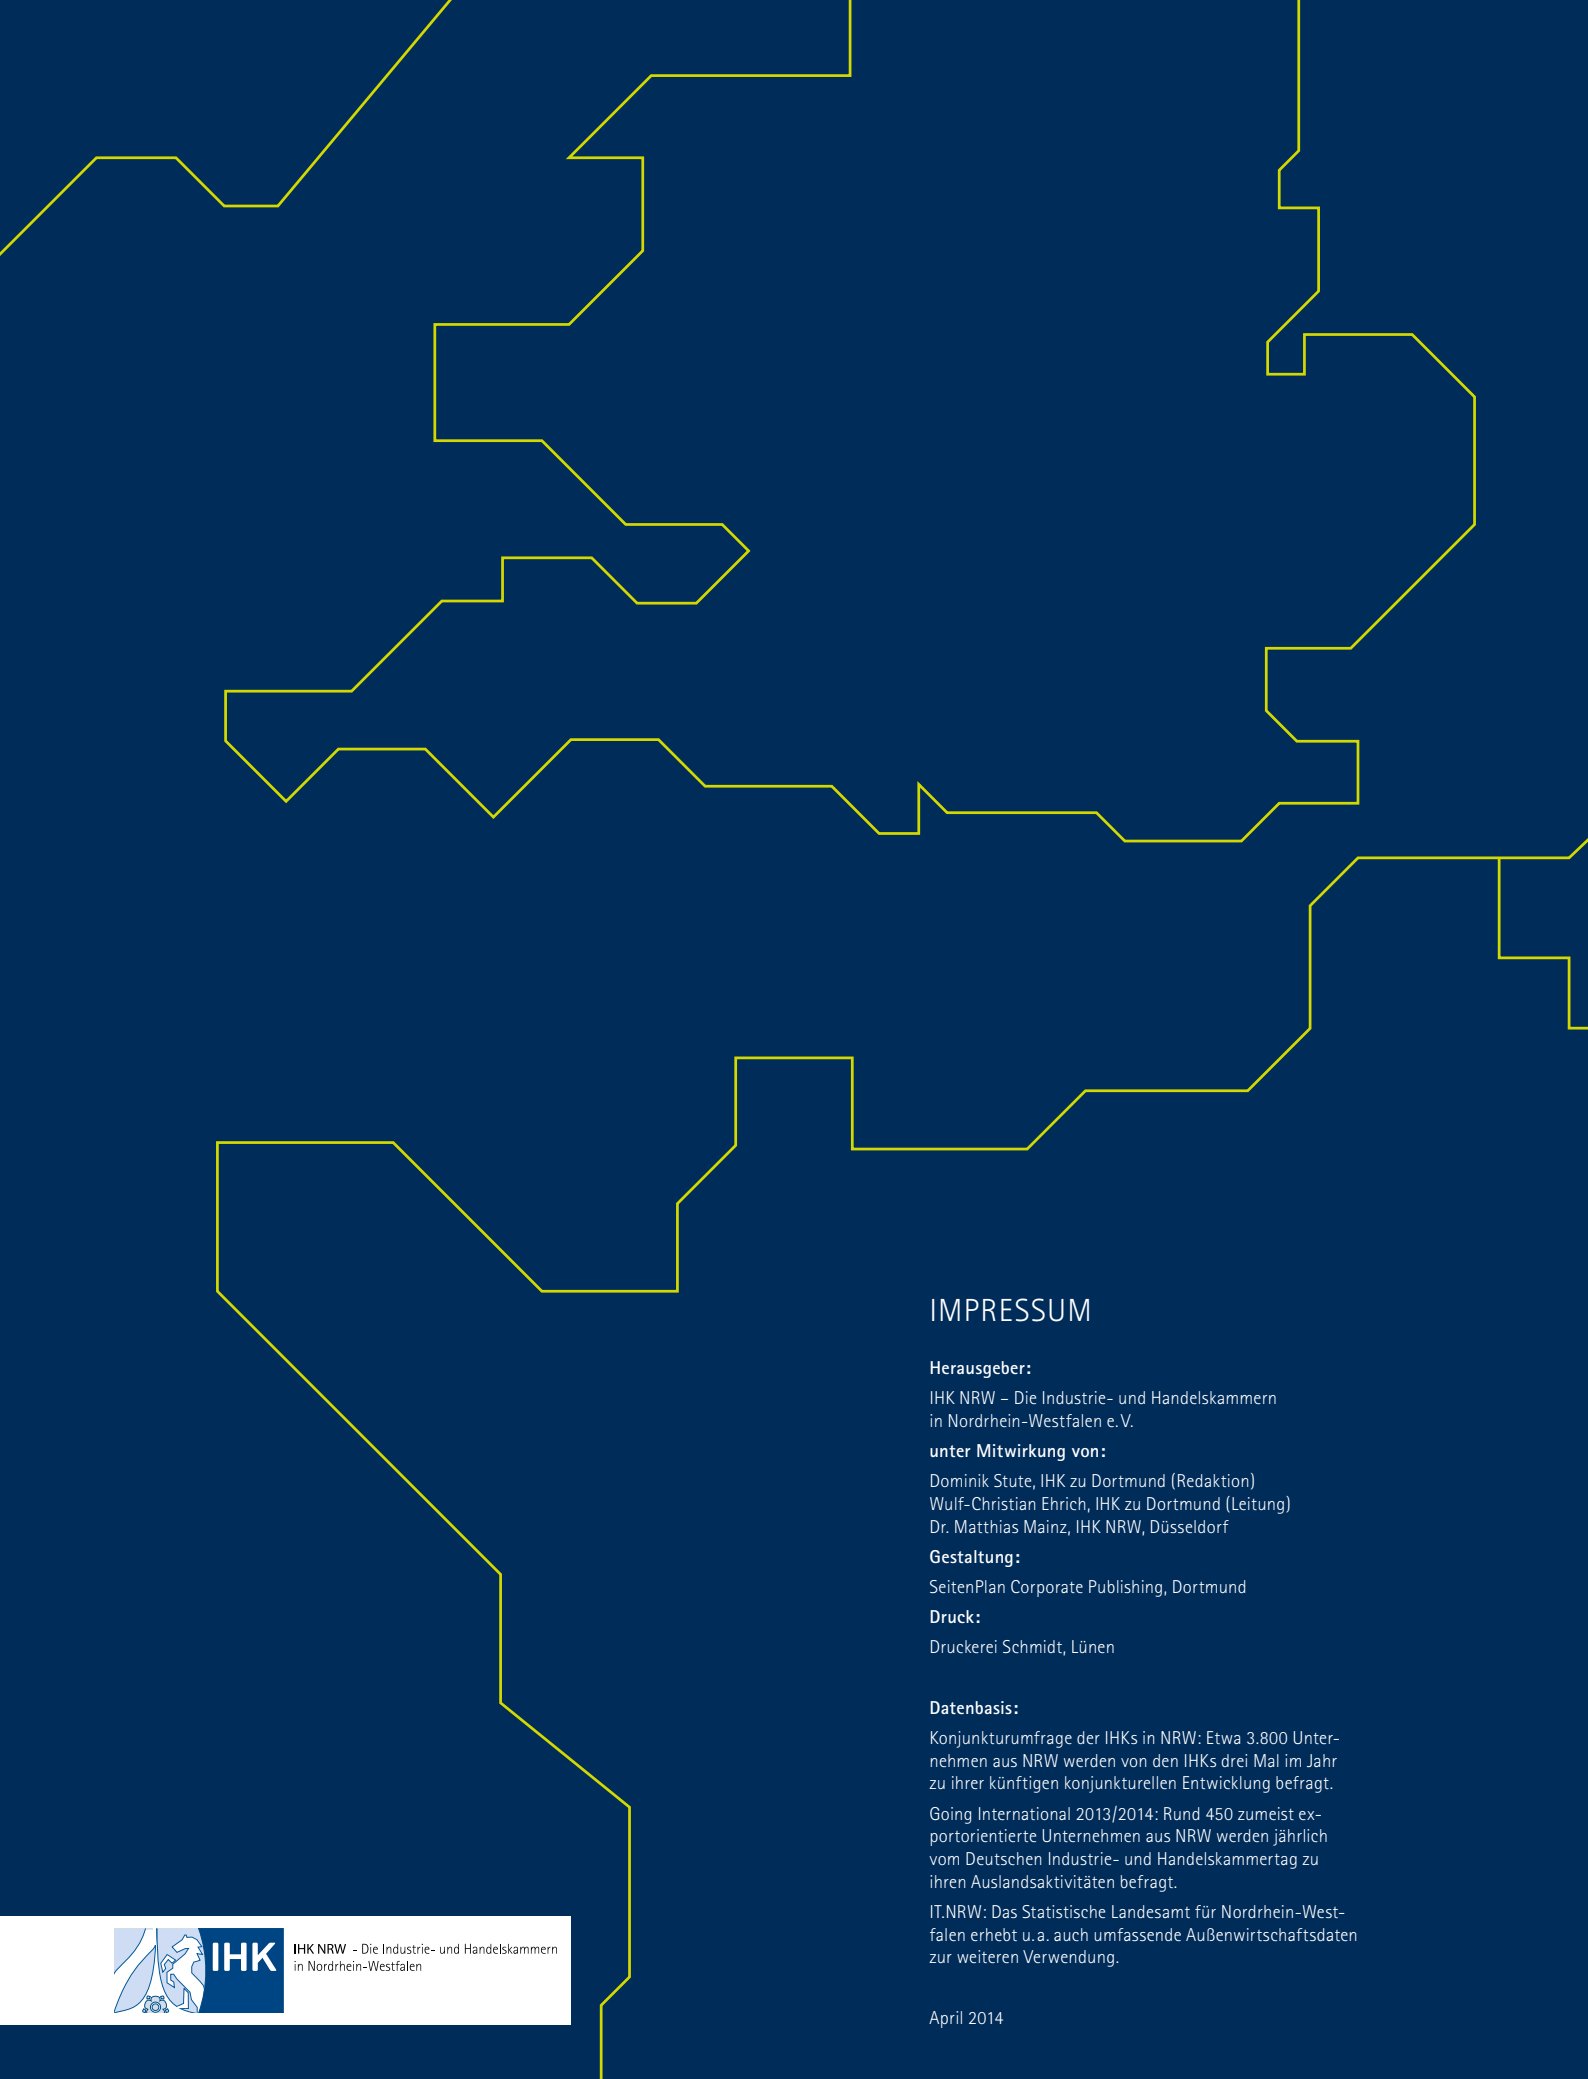 IMPRESSUM
Herausgeber:
IHK NRW – Die Industrie- und Handelskammern
in Nordrhein-Westfalen e. V.
unter Mitwirkung von:
Dominik Stute, IHK zu Dortmund (Redaktion)
Wulf-Christian Ehrich, IHK zu Dortmund (Leitung)
Dr. Matthias Mainz, IHK NRW, Düsseldorf
Gestaltung:
SeitenPlan Corporate Publishing, Dortmund
Druck:
Druckerei Schmidt, Lünen
Datenbasis:
Konjunkturumfrage der IHKs in NRW: Etwa 3.800 Unter-
nehmen aus NRW werden von den IHKs drei Mal im Jahr
zu ihrer künftigen konjunkturellen Entwicklung befragt.
Going International 2013/2014: Rund 450 zumeist ex-
portorientierte Unternehmen aus NRW werden jährlich
vom Deutschen Industrie- und Handelskammertag zu
ihren Auslandsaktivitäten befragt.
IT.NRW: Das Statistische Landesamt für Nordrhein-West-
falen erhebt u. a. auch umfassende Außenwirtschaftsdaten
zur weiteren Verwendung.
April 2014
IHK
IHK NRW - Die Industrie- und Handelskammern
in Nordrhein-Westfalen